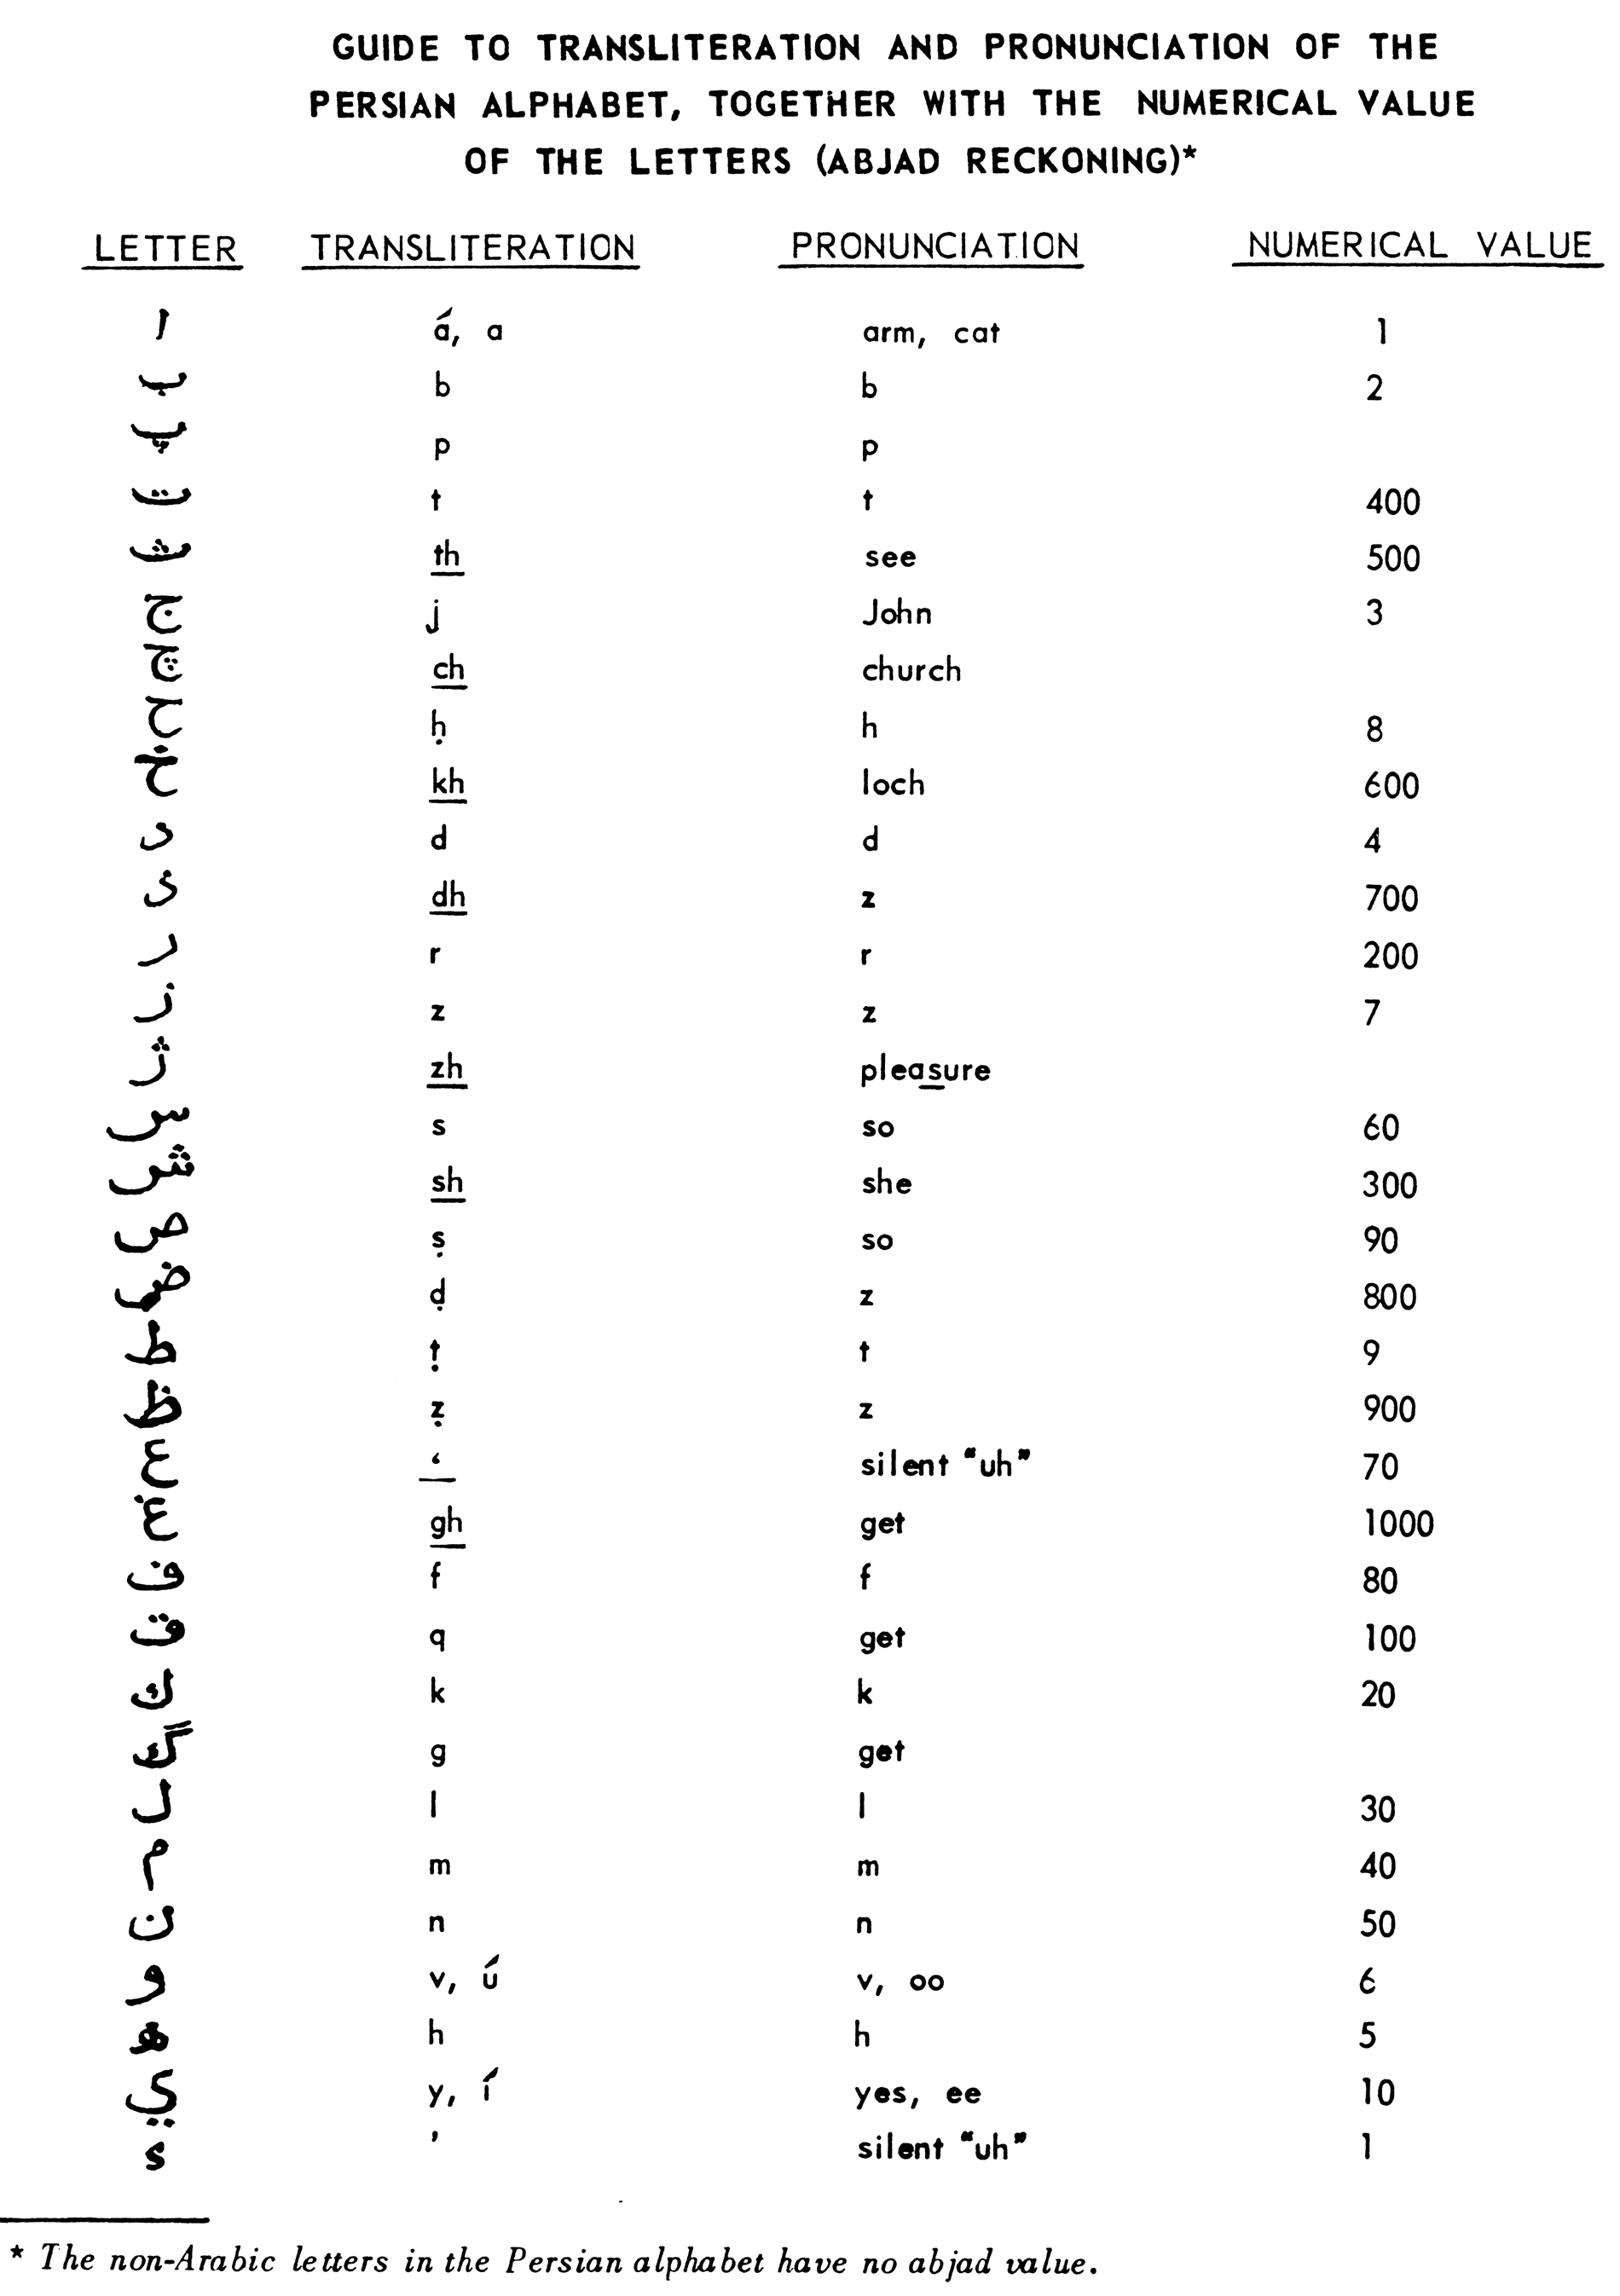 GUIDE TO TRANSLITERATION AND PRONUNCIATION OF THE
PERSIAN ALPHABET, TOGETHER WITH THE NUMERICAL VALUE
OF THE LETTERS (ABJAD RECKONING)*
LETTER TRANSLITERATION PRONUNCIATION NUMERICAL VALUE
ا á, a arm, cat 1
ب b b 2
پ p p
ت t t 400
ث th see 500
ج j John 3
چ ch church
ح ḥ h 8
خ kh loch 600
د d d 4
ذ dh z 700
ر r r 200
ز z z 7
ژ zh pleasure
س s so 60
ش sh she 300
ص ṣ so 90
ض ḍ z 800
ط ṭ t 9
ظ ẓ z 900
ع ‘ silent "uh" 70
غ gh get 1000
ف f f 80
ق q get 100
ك k k 20
گ g get
ل l l 30
م m m 40
ن n n 50
و v, ú v, oo 6
ه h h 5
ي y, í yes, ee 10
ء ’ silent "uh" 1
* The non-Arabic letters in the Persian alphabet have no abjad value.